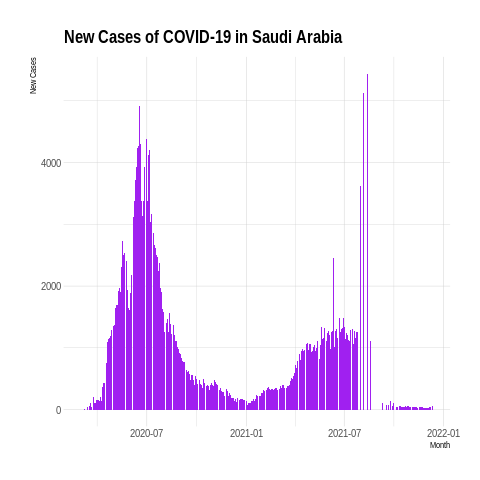 New Cases of COVID-19 in Saudi Arabia
New Cases
4000
2000
0
2020-07 2021-01 2021-07 2022-01
Month